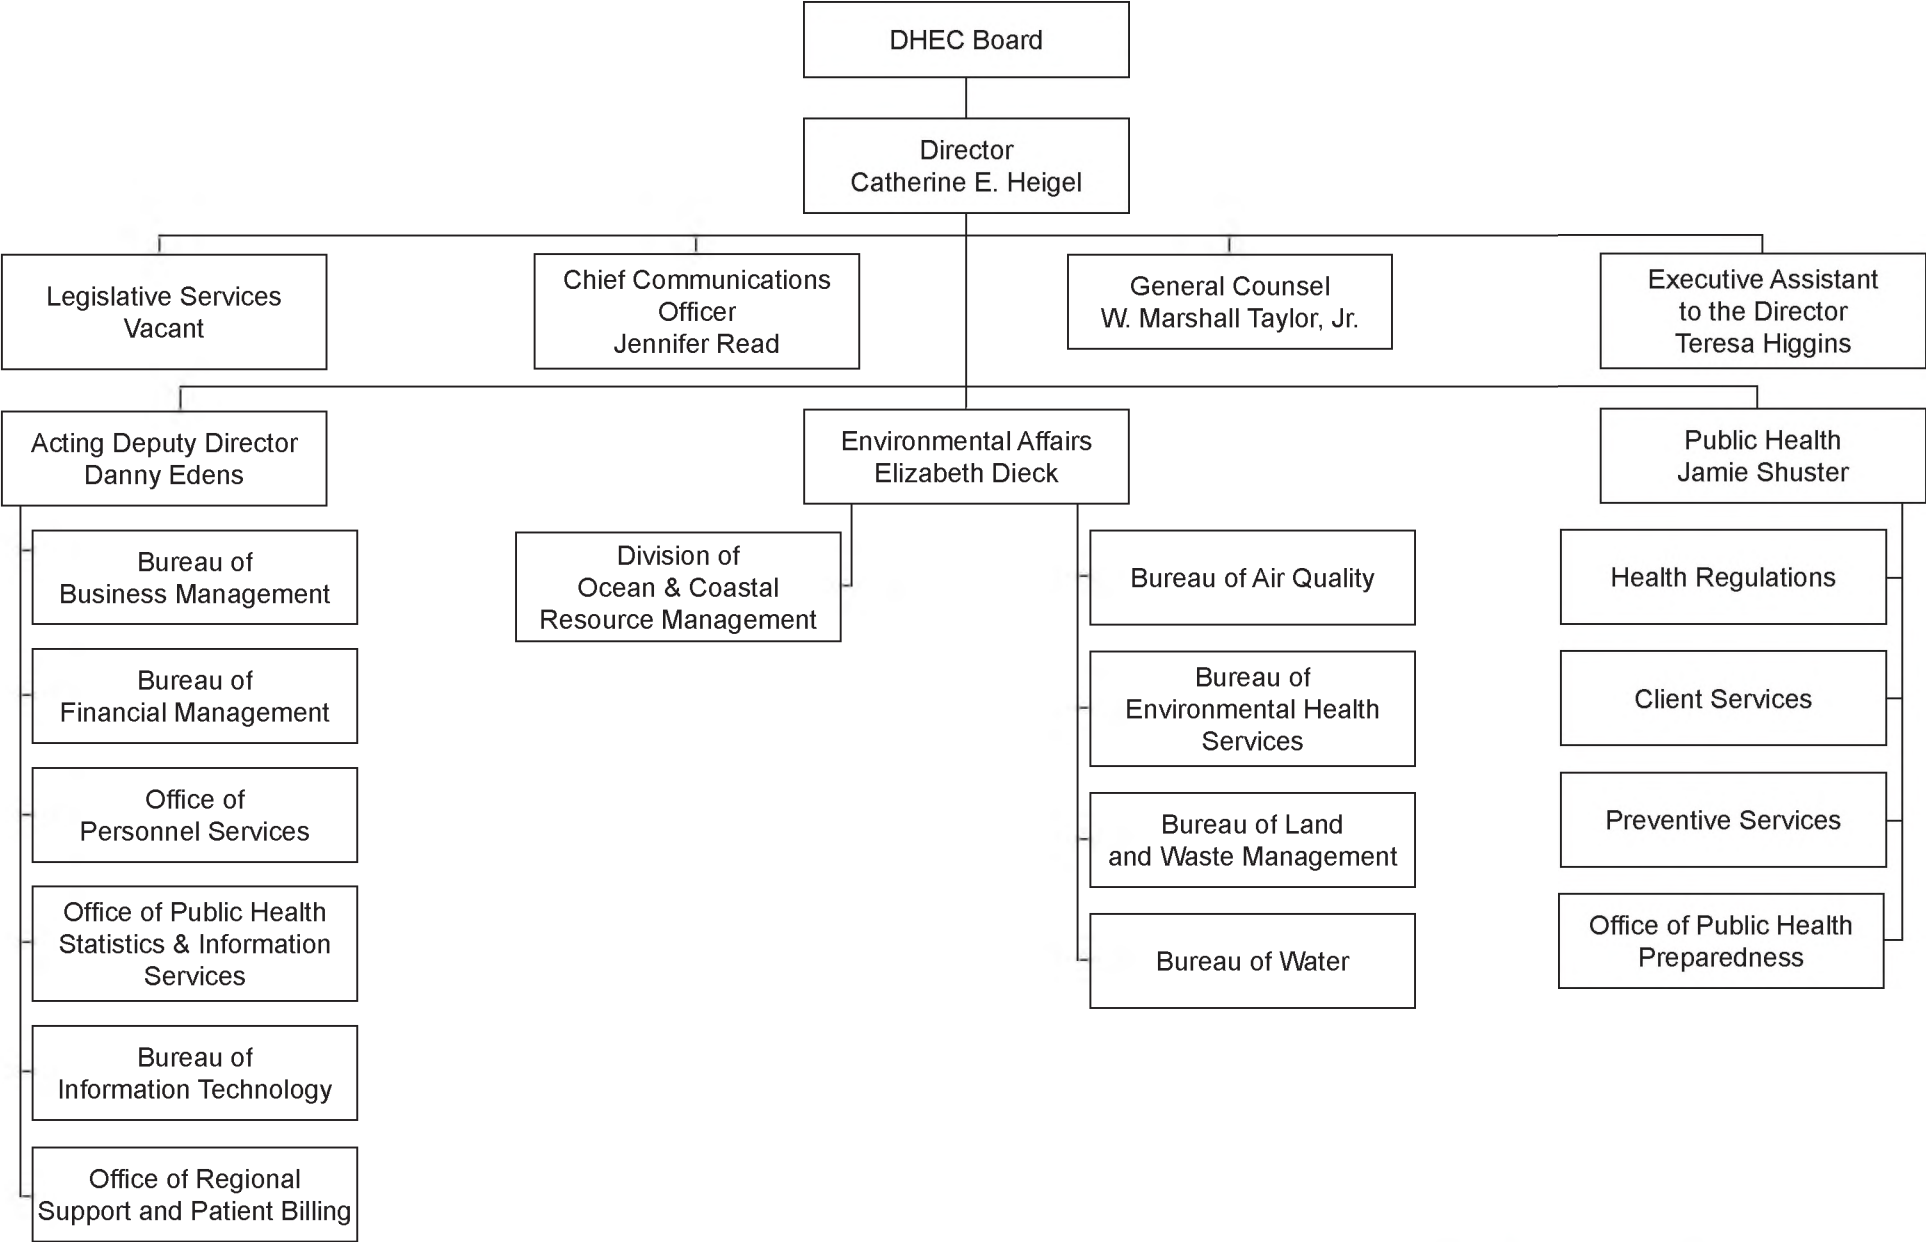 DHEC Board
Director
Catherine E. Heigel
Legislative Services
Vacant
Chief Communications
Officer
Jennifer Read
General Counsel
W. Marshall Taylor, Jr.
Executive Assistant
to the Director
Teresa Higgins
Acting Deputy Director
Danny Edens
Bureau of
Business Management
Bureau of
Financial Management
Office of
Personnel Services
Office of Public Health
Statistics & Information
Services
Bureau of
Information Technology
Office of Regional
Support and Patient Billing
Environmental Affairs
Elizabeth Dieck
Division of
Ocean & Coastal
Resource Management
Bureau of Air Quality
Bureau of
Environmental Health
Services
Bureau of Land
and Waste Management
Bureau of Water
Public Health
Jamie Shuster
Health Regulations
Client Services
Preventive Services
Office of Public Health
Preparedness